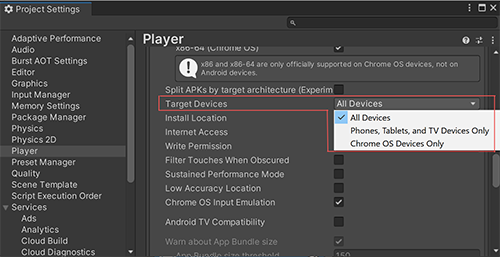 Project Settings
Adaptive Performance
Audio
Burst AOT Settings
Editor
Graphics
Input Manager
Memory Settings
Package Manager
Physics
Physics 2D
Player
Preset Manager
Quality
Scene Template
Script Execution Order
Services
Ads
Analytics
Cloud Build
Cloud Diagnostics
Player
x86-64 (Chrome OS)
x86 and x86-64 are only officially supported on Chrome OS devices, not on
Android devices.
Split APKs by target architecture (Experim
Target Devices
All Devices
All Devices
Phones, Tablets, and TV Devices Only
Chrome OS Devices Only
Install Location
Internet Access
Write Permission
Filter Touches When Obscured
Sustained Performance Mode
Low Accuracy Location
Chrome OS Input Emulation
Android TV Compatibility
Warn about App Bundle size
App Bundle size threshold
150